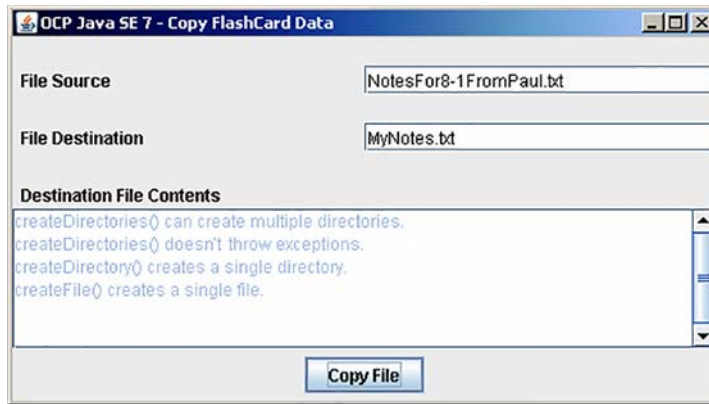 OCP Java SE 7 - Copy FlashCard Data
File Source NotesFor8-1FromPaul.txt
File Destination MyNotes.txt
Destination File Contents
createDirectories() can create multiple directories.
createDirectories() doesn't throw exceptions.
createDirectory() creates a single directory.
createFile() creates a single file.
Copy File